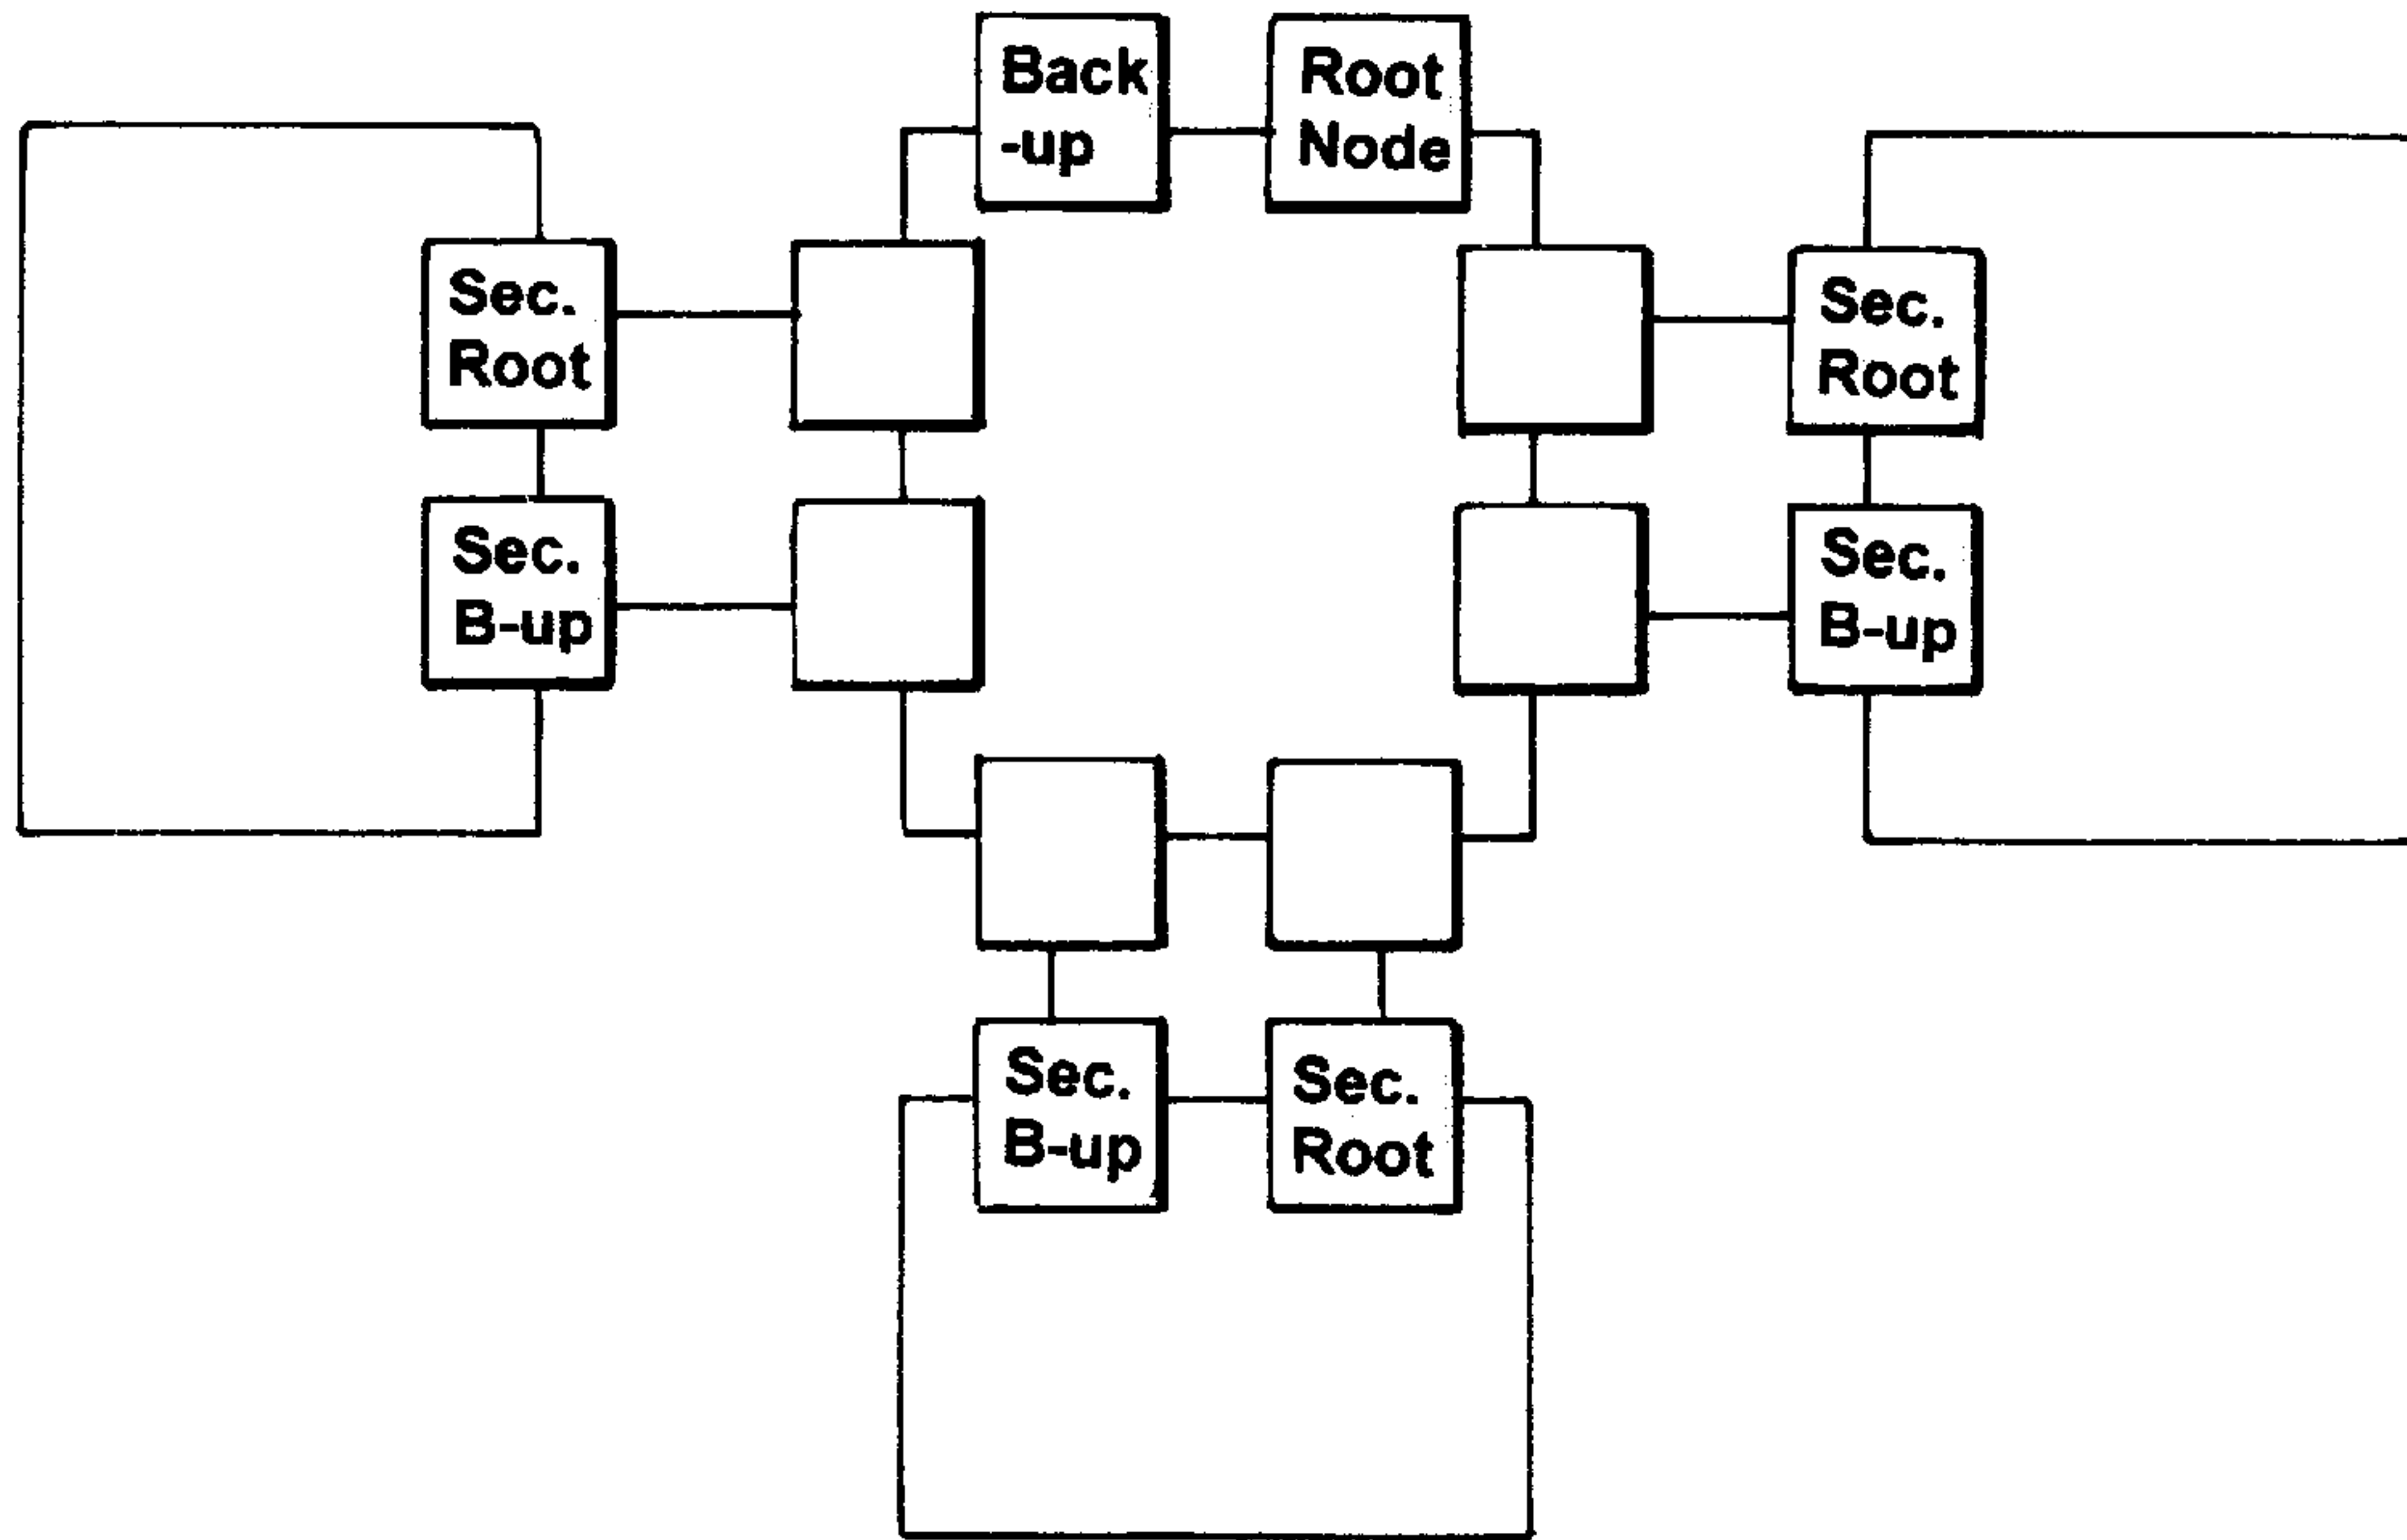 Back
-up
Root
Node
Sec.
Root
Sec.
Root
Sec.
B-up
Sec.
B-up
Sec.
B-up
Sec.
Root